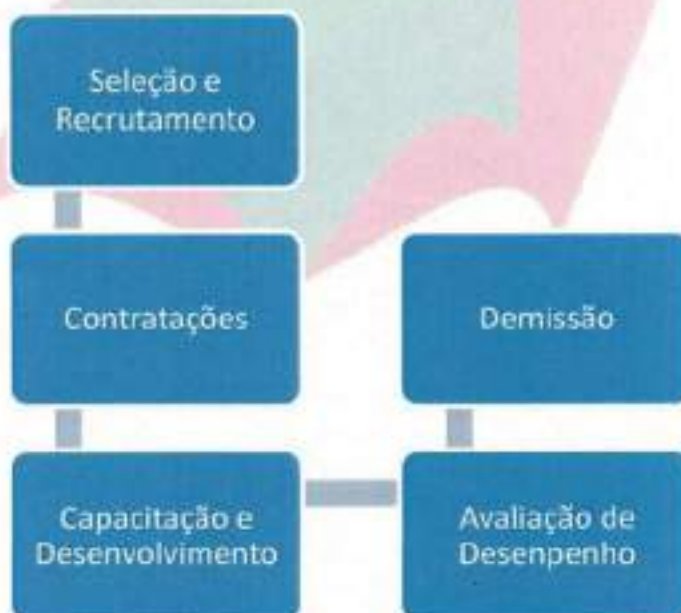 Seleção e
Recrutamento
Contratações
Capacitação e
Desenvolvimento
Avaliação de
Desenpenho
Demissão